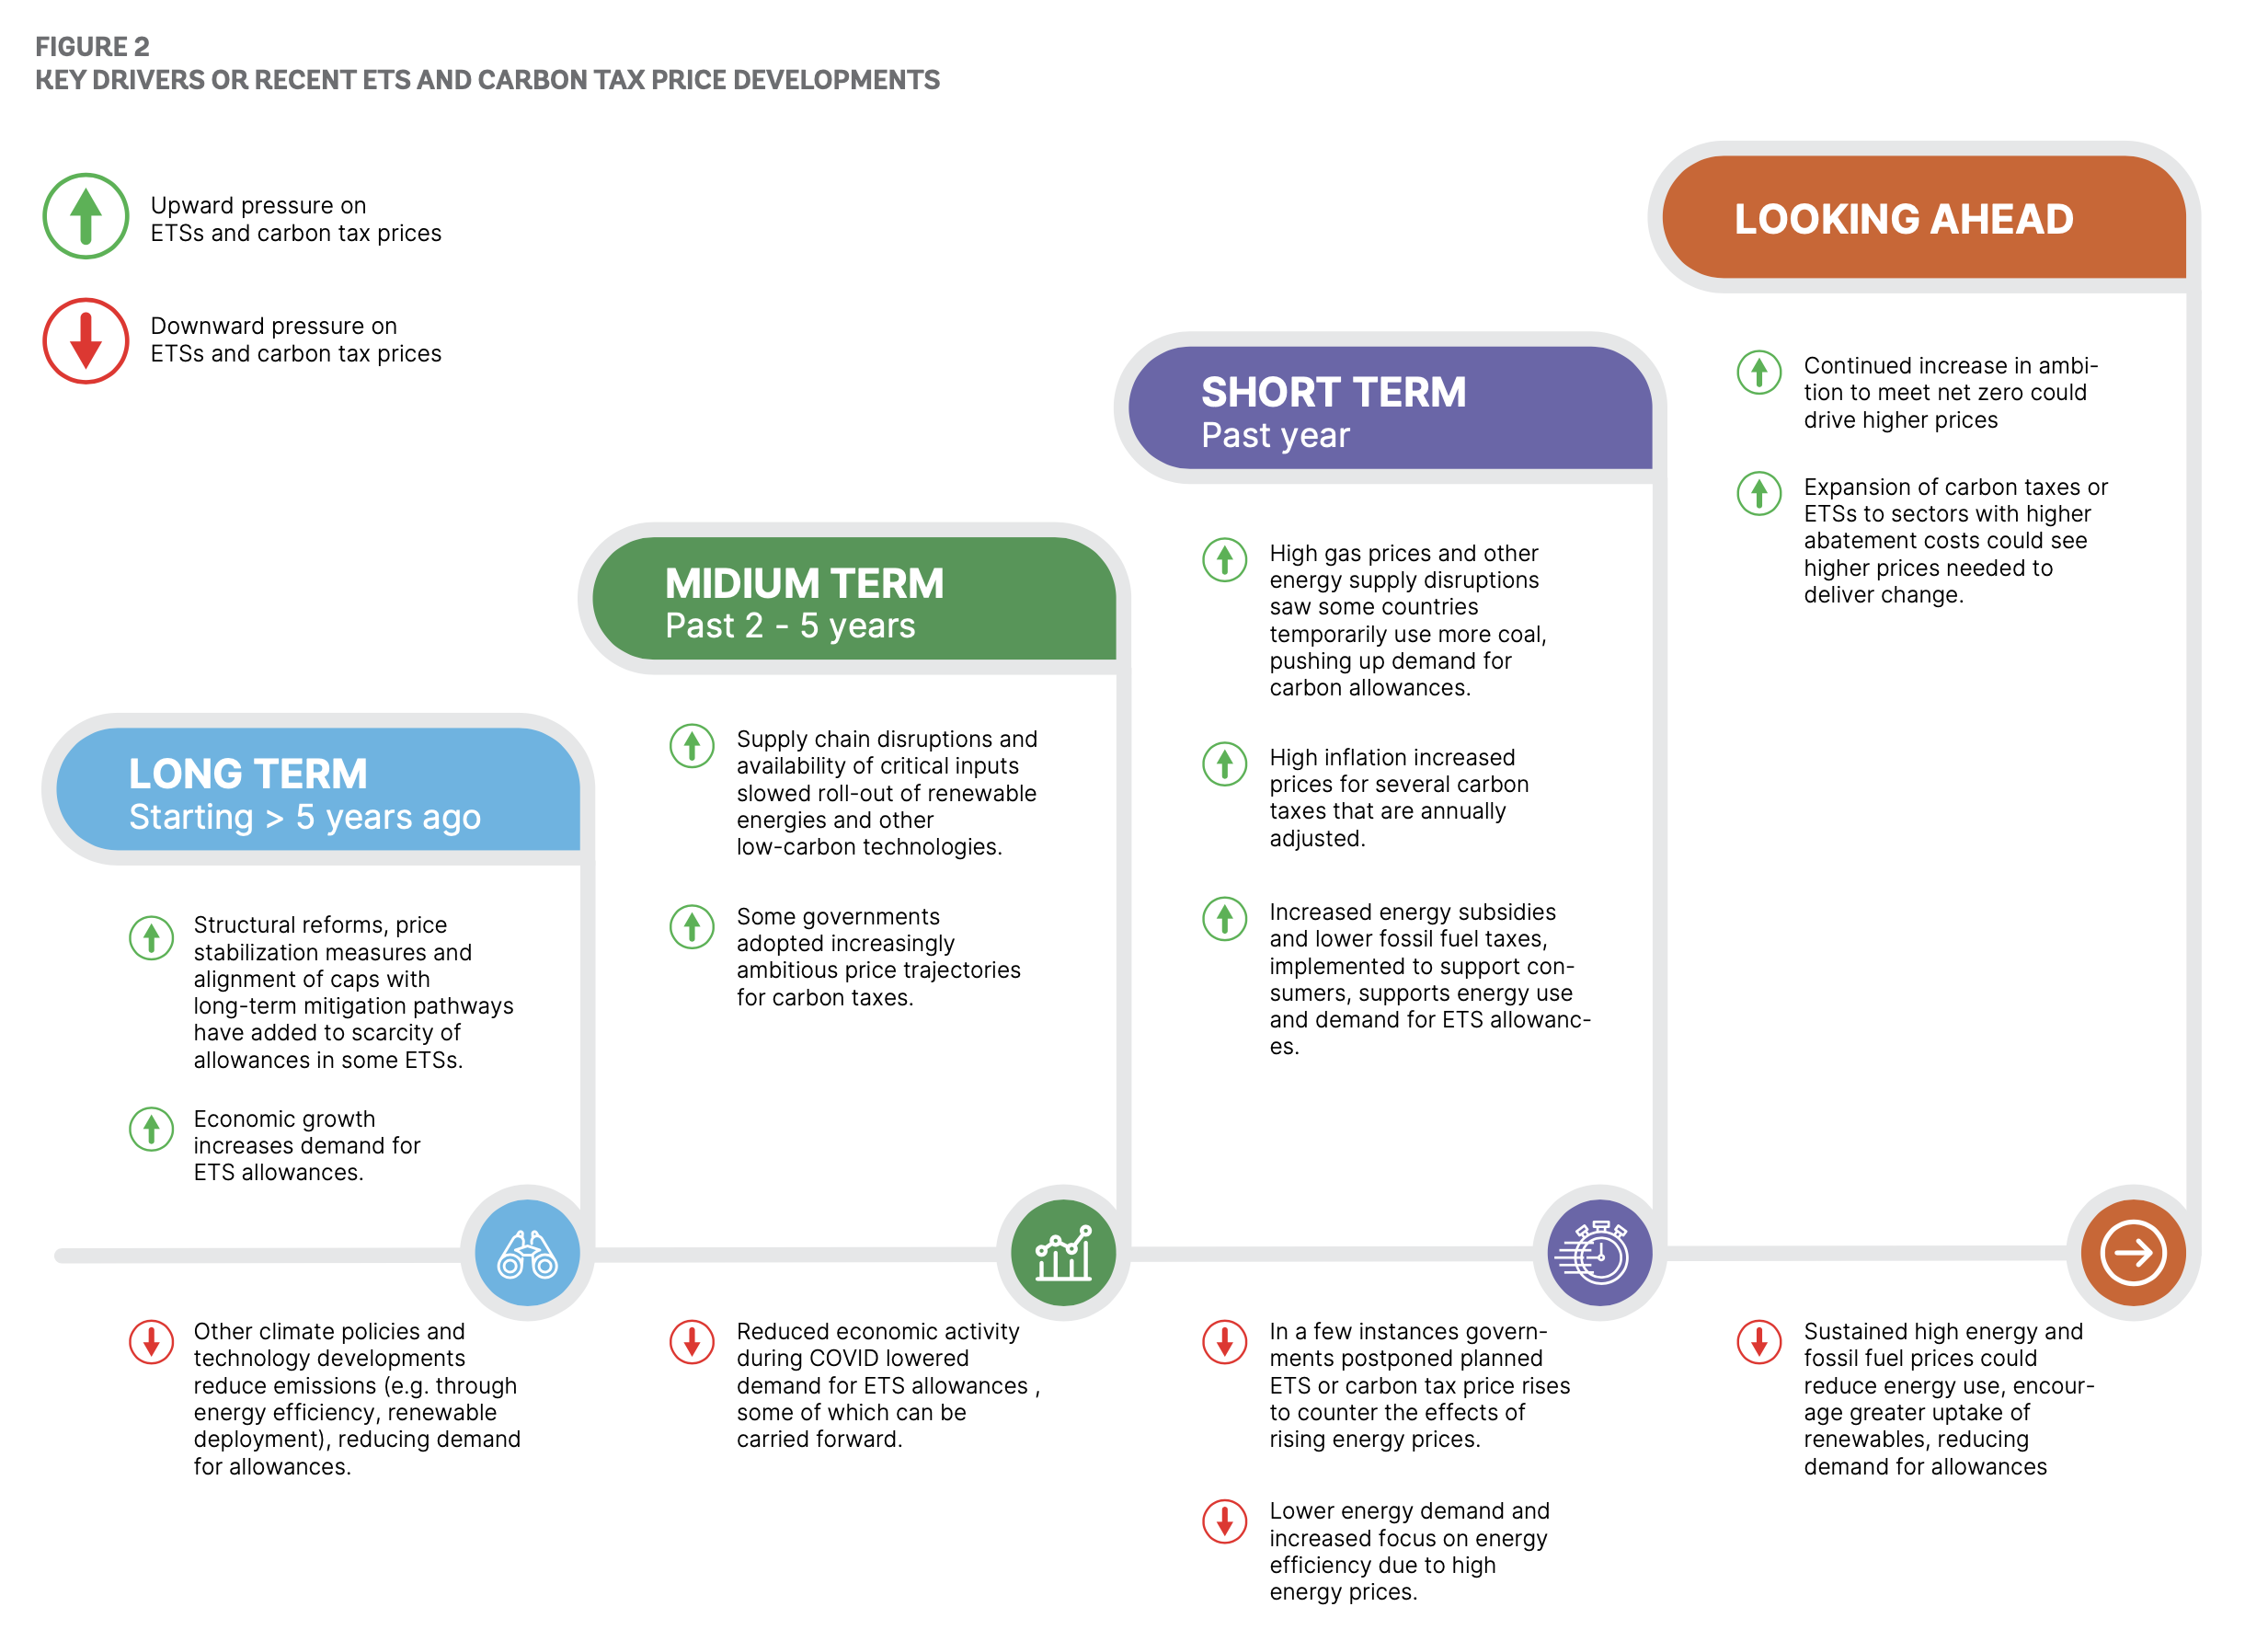 FIGURE 2
KEY DRIVERS OR RECENT ETS AND CARBON TAX PRICE DEVELOPMENTS
Upward pressure on
ETSs and carbon tax prices
Downward pressure on
ETSs and carbon tax prices
LONG TERM
Starting > 5 years ago
Structural reforms, price
stabilization measures and
alignment of caps with
long-term mitigation pathways
have added to scarcity of
allowances in some ETSs.
Economic growth
increases demand for
ETS allowances.
Other climate policies and
technology developments
reduce emissions (e.g. through
energy efficiency, renewable
deployment), reducing demand
for allowances.
MIDIUM TERM
Past 2 - 5 years
Supply chain disruptions and
availability of critical inputs
slowed roll-out of renewable
energies and other
low-carbon technologies.
Some governments
adopted increasingly
ambitious price trajectories
for carbon taxes.
Reduced economic activity
during COVID lowered
demand for ETS allowances ,
some of which can be
carried forward.
SHORT TERM
Past year
High gas prices and other
energy supply disruptions
saw some countries
temporarily use more coal,
pushing up demand for
carbon allowances.
High inflation increased
prices for several carbon
taxes that are annually
adjusted.
Increased energy subsidies
and lower fossil fuel taxes,
implemented to support con-
sumers, supports energy use
and demand for ETS allowanc-
es.
In a few instances govern-
ments postponed planned
ETS or carbon tax price rises
to counter the effects of
rising energy prices.
Lower energy demand and
increased focus on energy
efficiency due to high
energy prices.
LOOKING AHEAD
Continued increase in ambi-
tion to meet net zero could
drive higher prices
Expansion of carbon taxes or
ETSs to sectors with higher
abatement costs could see
higher prices needed to
deliver change.
Sustained high energy and
fossil fuel prices could
reduce energy use, encour-
age greater uptake of
renewables, reducing
demand for allowances